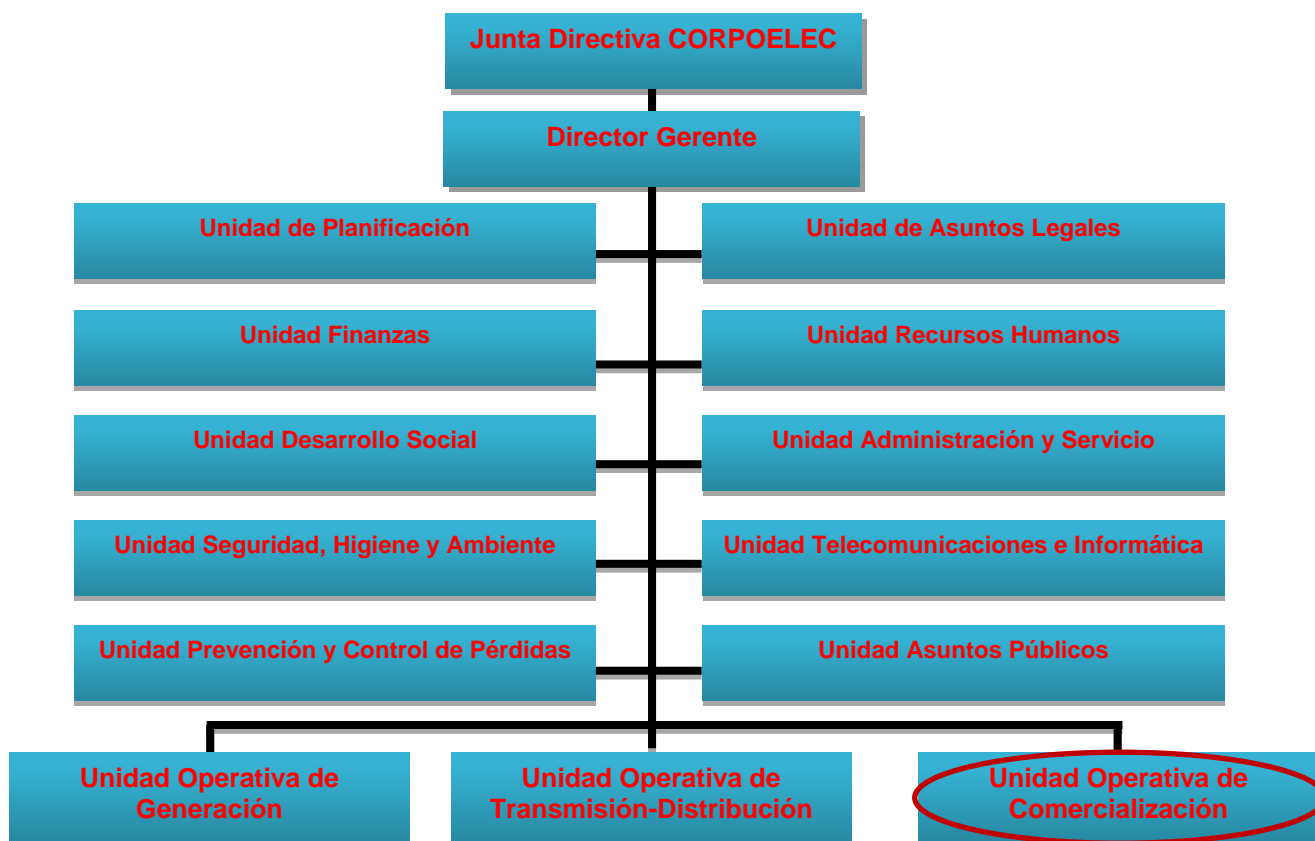 Junta Directiva CORPOELEC
Director Gerente
Unidad de Planificación
Unidad de Asuntos Legales
Unidad Finanzas
Unidad Recursos Humanos
Unidad Desarrollo Social
Unidad Administración y Servicio
Unidad Seguridad, Higiene y Ambiente
Unidad Telecomunicaciones e Informática
Unidad Prevención y Control de Pérdidas
Unidad Asuntos Públicos
Unidad Operativa de
Generación
Unidad Operativa de
Transmisión-Distribución
Unidad Operativa de
Comercialización